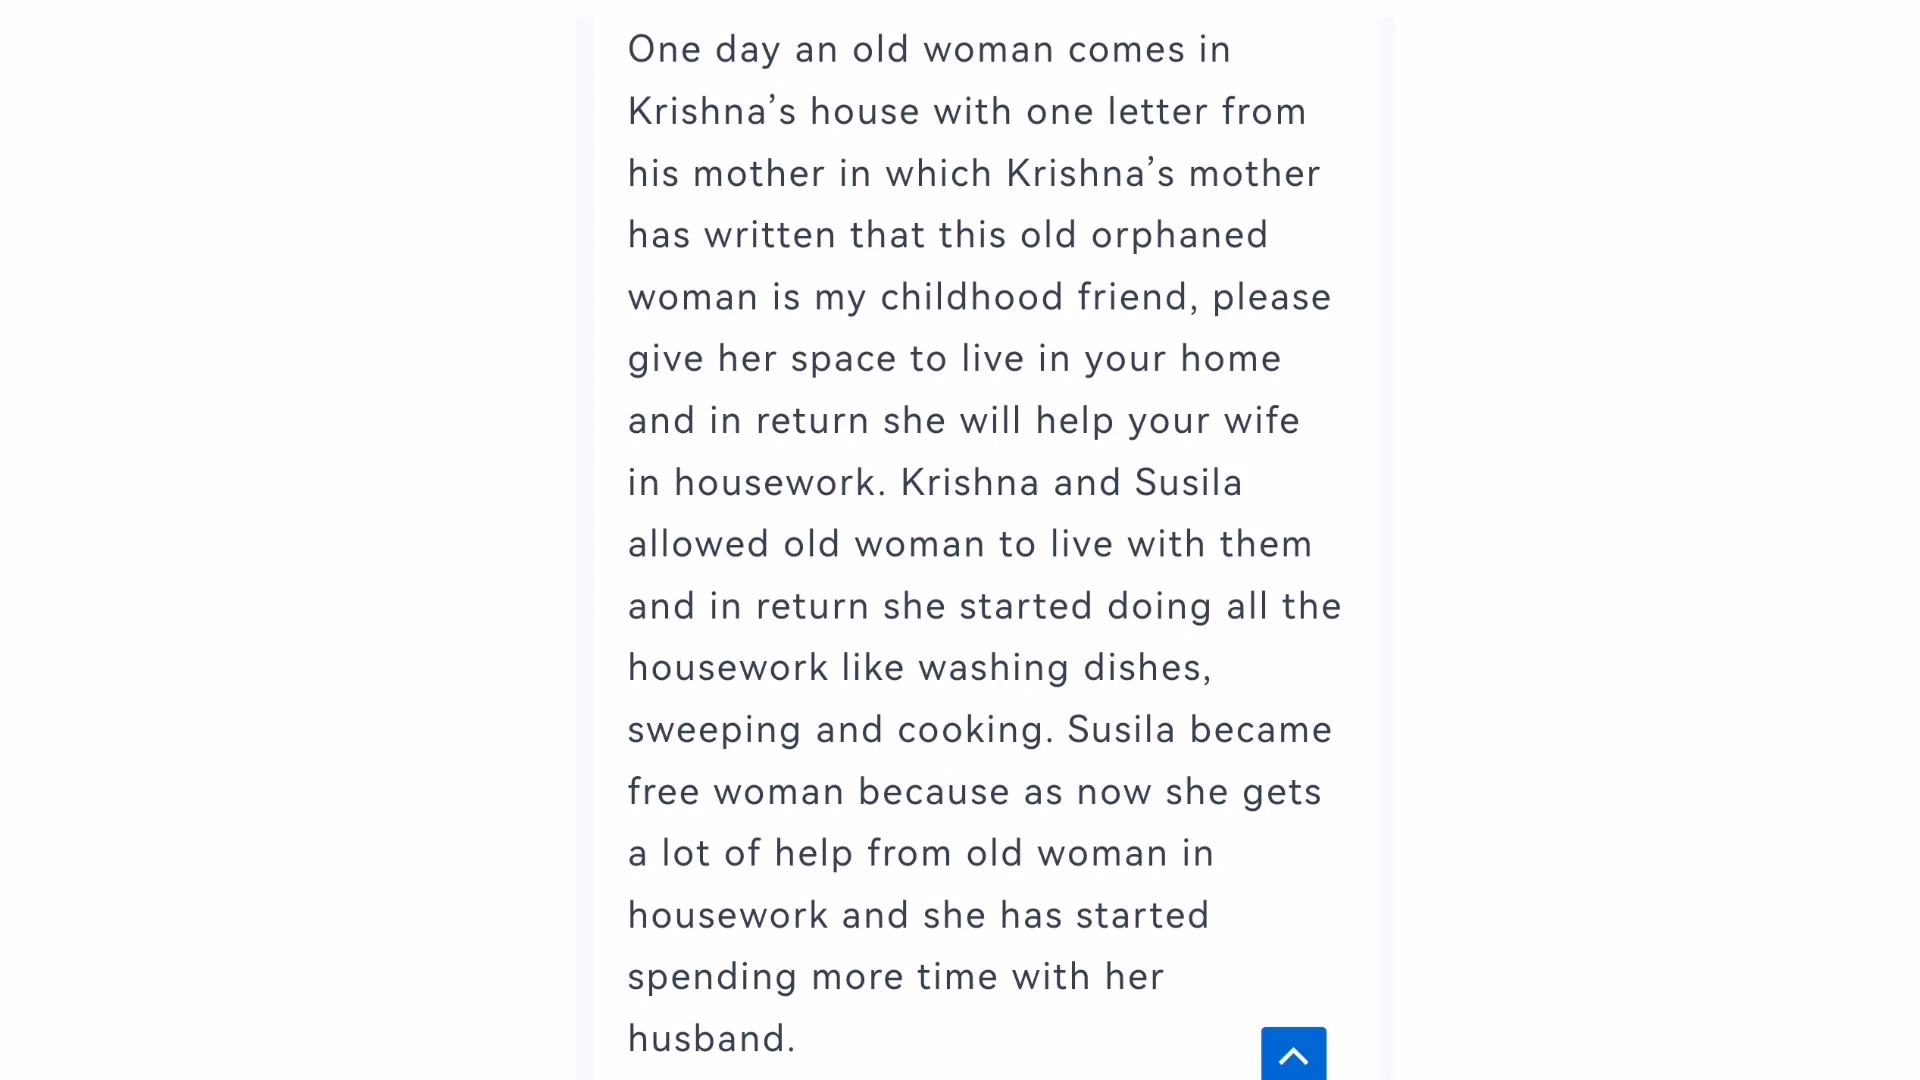 One day an old woman comes in
Krishna’s house with one letter from
his mother in which Krishna’s mother
has written that this old orphaned
woman is my childhood friend, please
give her space to live in your home
and in return she will help your wife
in housework. Krishna and Susila
allowed old woman to live with them
and in return she started doing all the
housework like washing dishes,
sweeping and cooking. Susila became
free woman because as now she gets
a lot of help from old woman in
housework and she has started
spending more time with her
husband.